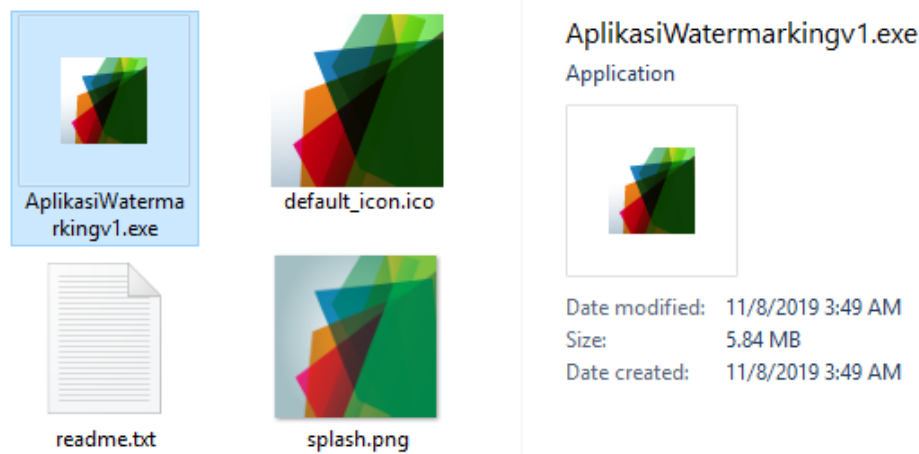 AplikasiWaterma
rkingv1.exe
default_icon.ico
readme.txt
splash.png
AplikasiWatermarkingv1.exe
Application
Date modified: 11/8/2019 3:49 AM
Size: 5.84 MB
Date created: 11/8/2019 3:49 AM